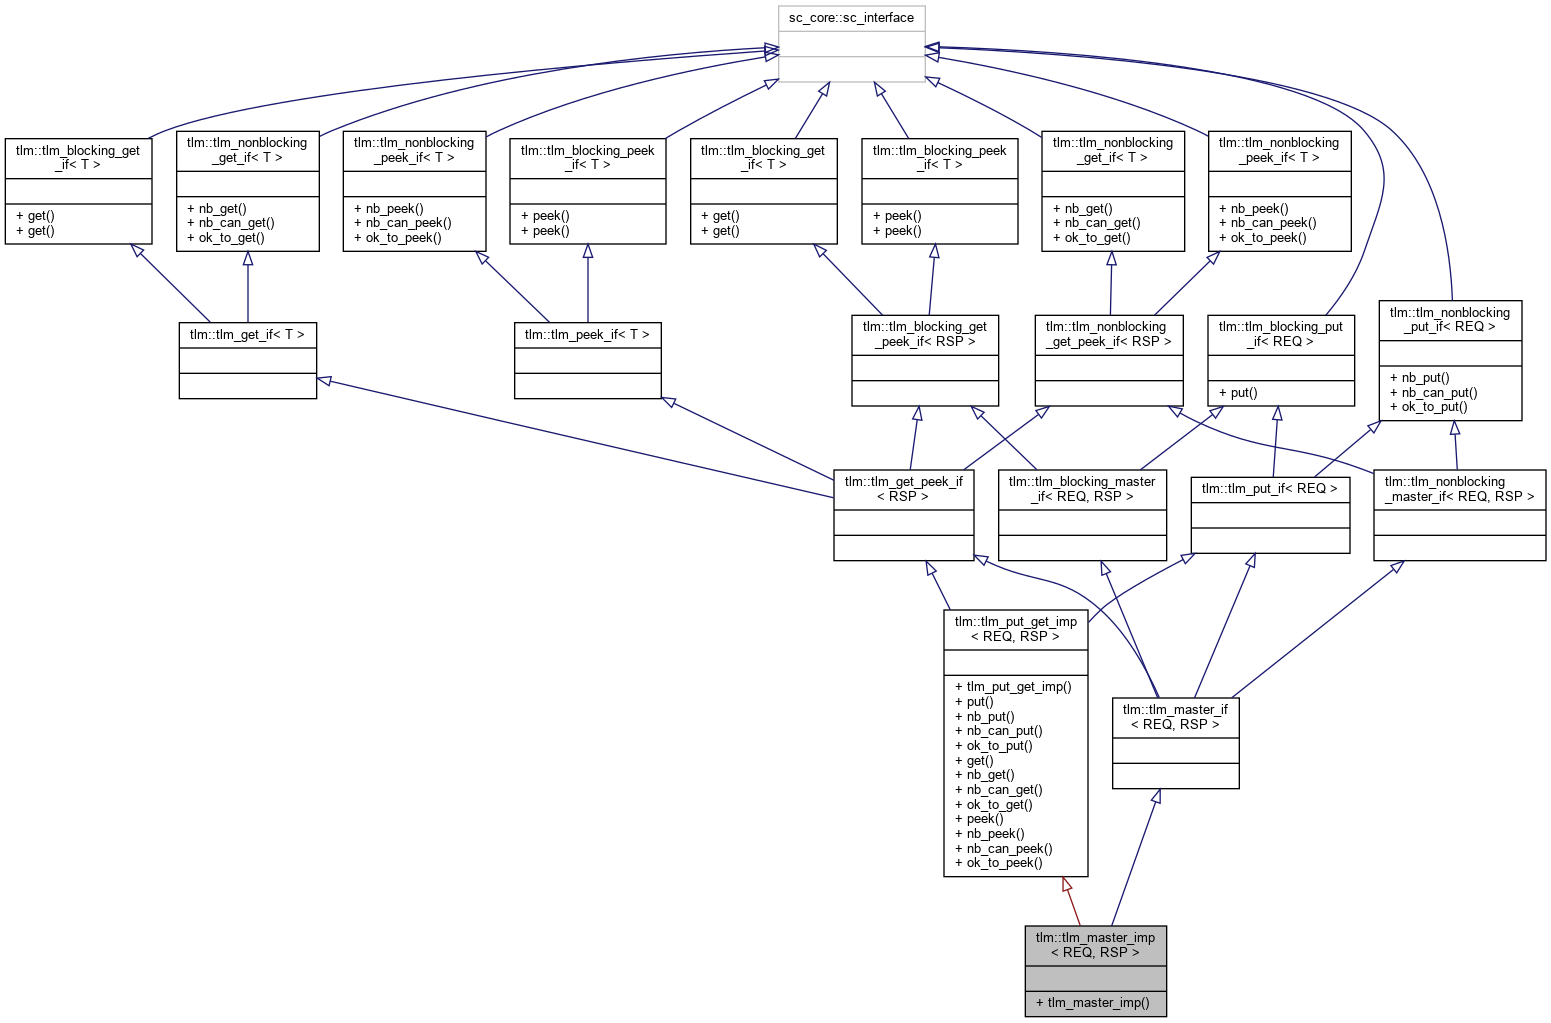 sc_core::sc_interface
tlm::tlm_blocking_get
_if< T >
+ get()
+ get()
tlm::tlm_nonblocking
_get_if< T >
+ nb_get()
+ nb_can_get()
+ ok_to_get()
tlm::tlm_nonblocking
_peek_if< T >
+ nb_peek()
+ nb_can_peek()
+ ok_to_peek()
tlm::tlm_blocking_peek
_if< T >
+ peek()
+ peek()
tlm::tlm_blocking_get
_if< T >
+ get()
+ get()
tlm::tlm_blocking_peek
_if< T >
+ peek()
+ peek()
tlm::tlm_nonblocking
_get_if< T >
+ nb_get()
+ nb_can_get()
+ ok_to_get()
tlm::tlm_nonblocking
_peek_if< T >
+ nb_peek()
+ nb_can_peek()
+ ok_to_peek()
tlm::tlm_get_if< T >
tlm::tlm_peek_if< T >
tlm::tlm_blocking_get
_peek_if< RSP >
tlm::tlm_nonblocking
_get_peek_if< RSP >
tlm::tlm_blocking_put
_if< REQ >
+ put()
tlm::tlm_nonblocking
_put_if< REQ >
+ nb_put()
+ nb_can_put()
+ ok_to_put()
tlm::tlm_get_peek_if
< RSP >
tlm::tlm_blocking_master
_if< REQ, RSP >
tlm::tlm_put_if< REQ >
tlm::tlm_nonblocking
_master_if< REQ, RSP >
tlm::tlm_put_get_imp
< REQ, RSP >
+ tlm_put_get_imp()
+ put()
+ nb_put()
+ nb_can_put()
+ ok_to_put()
+ get()
+ nb_get()
+ nb_can_get()
+ ok_to_get()
+ peek()
+ nb_peek()
+ nb_can_peek()
+ ok_to_peek()
tlm::tlm_master_if
< REQ, RSP >
tlm::tlm_master_imp
< REQ, RSP >
+ tlm_master_imp()